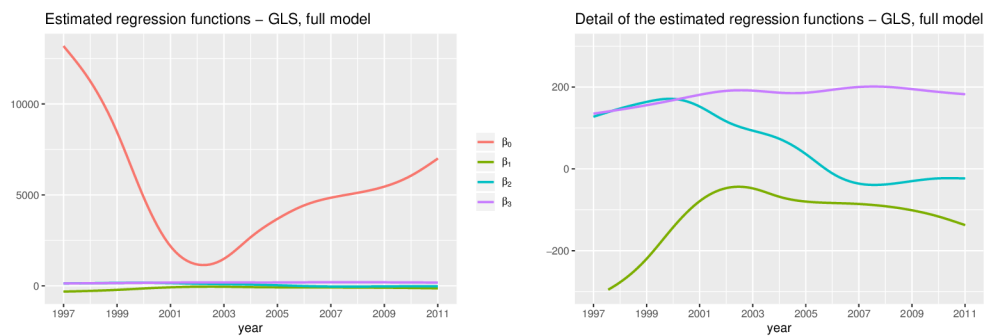 Estimated regression functions − GLS, full model
10000
5000
0
1997 1999 2001 2003 2005 2007 2009 2011
year
β0
β1
β2
β3
Detail of the estimated regression functions − GLS, full model
200
0
−200
1997 1999 2001 2003 2005 2007 2009 2011
year